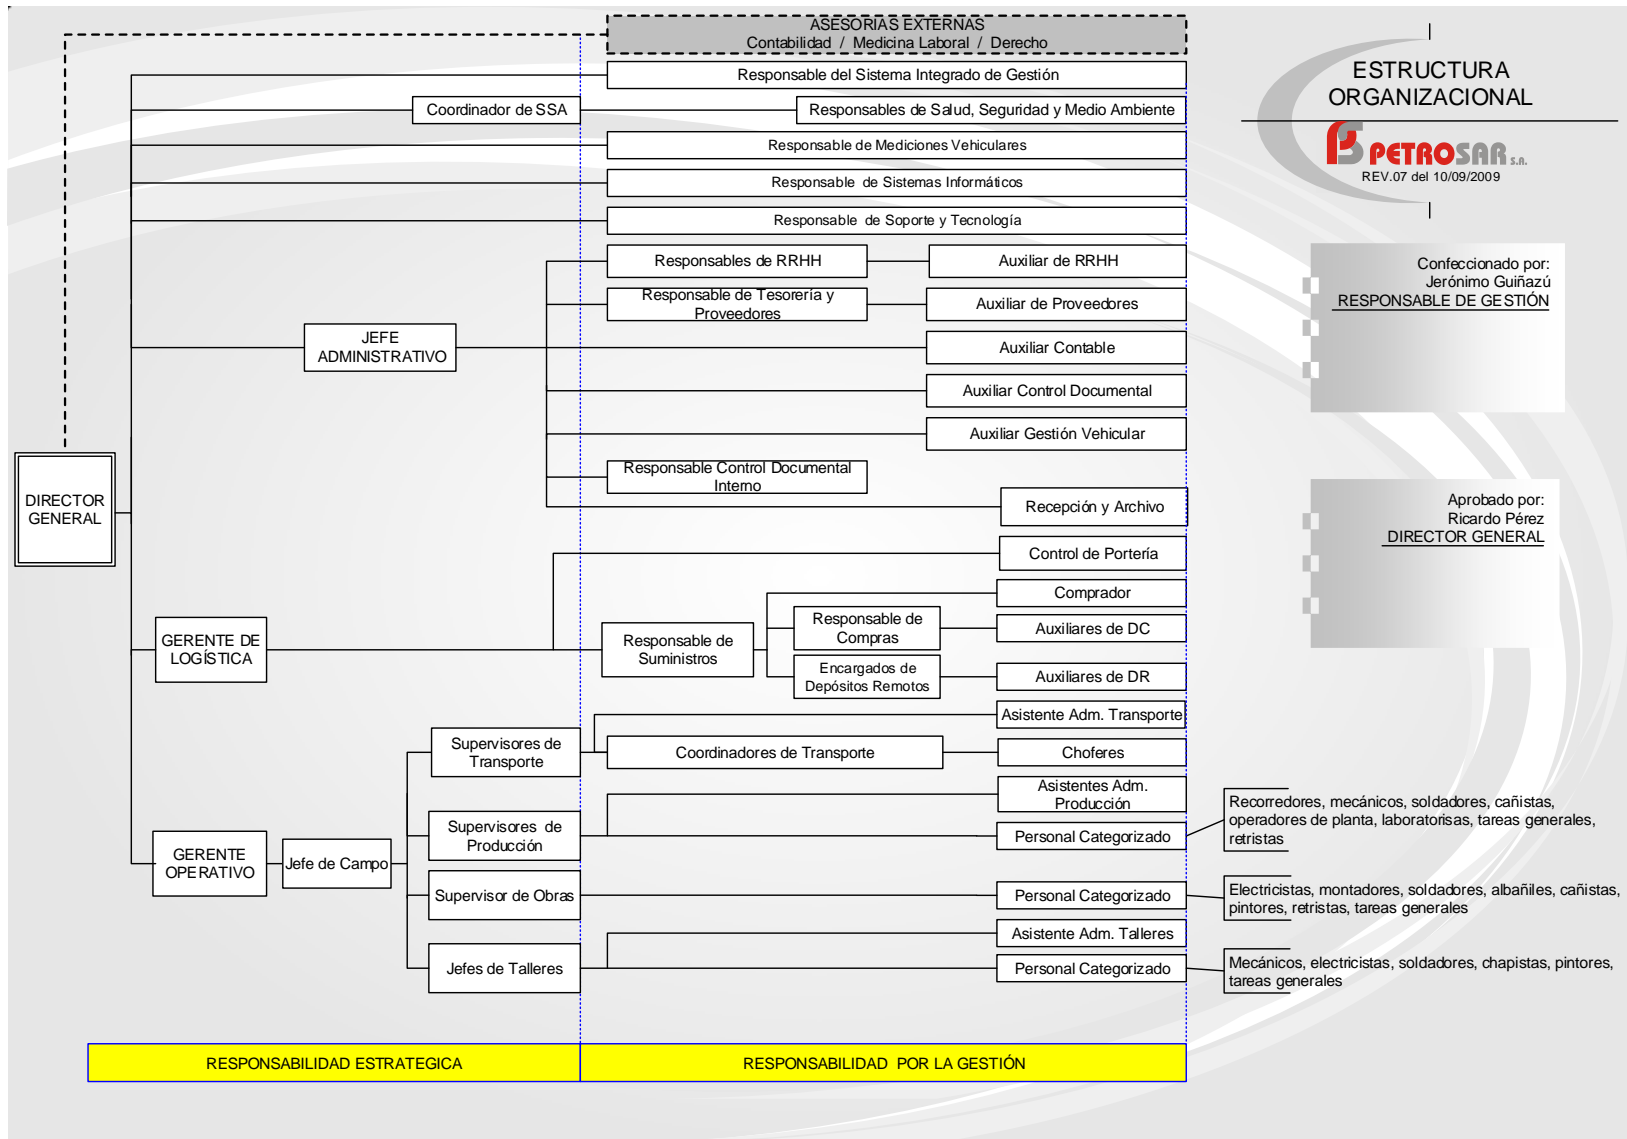 ASESORIAS EXTERNAS
Contabilidad / Medicina Laboral / Derecho
Responsable del Sistema Integrado de Gestión
Coordinador de SSA
Responsables de Salud, Seguridad y Medio Ambiente
Responsable de Mediciones Vehiculares
Responsable de Sistemas Informáticos
Responsable de Soporte y Tecnología
ESTRUCTURA
ORGANIZACIONAL
PETROSAR S.A.
REV.07 del 10/09/2009
Responsables de RRHH
Auxiliar de RRHH
Responsable de Tesorería y
Proveedores
Auxiliar de Proveedores
JEFE
ADMINISTRATIVO
Auxiliar Contable
Auxiliar Control Documental
Auxiliar Gestión Vehicular
Responsable Control Documental
Interno
Recepción y Archivo
Confeccionado por:
Jerónimo Guiñazú
RESPONSABLE DE GESTIÓN
DIRECTOR
GENERAL
Aprobado por:
Ricardo Pérez
DIRECTOR GENERAL
Control de Portería
GERENTE DE
LOGÍSTICA
Responsable de
Suministros
Comprador
Responsable de
Compras
Auxiliares de DC
Encargados de
Depósitos Remotos
Auxiliares de DR
Asistente Adm. Transporte
Supervisores de
Transporte
Coordinadores de Transporte
Choferes
Asistentes Adm.
Producción
Supervisores de
Producción
Personal Categorizado
Recorredores, mecánicos, soldadores, cañistas,
operadores de planta, laboratorisas, tareas generales,
retristas
GERENTE
OPERATIVO
Jefe de Campo
Supervisor de Obras
Personal Categorizado
Electricistas, montadores, soldadores, albañiles, cañistas,
pintores, retristas, tareas generales
Asistente Adm. Talleres
Jefes de Talleres
Personal Categorizado
Mecánicos, electricistas, soldadores, chapistas, pintores,
tareas generales
RESPONSABILIDAD ESTRATEGICA
RESPONSABILIDAD POR LA GESTIÓN